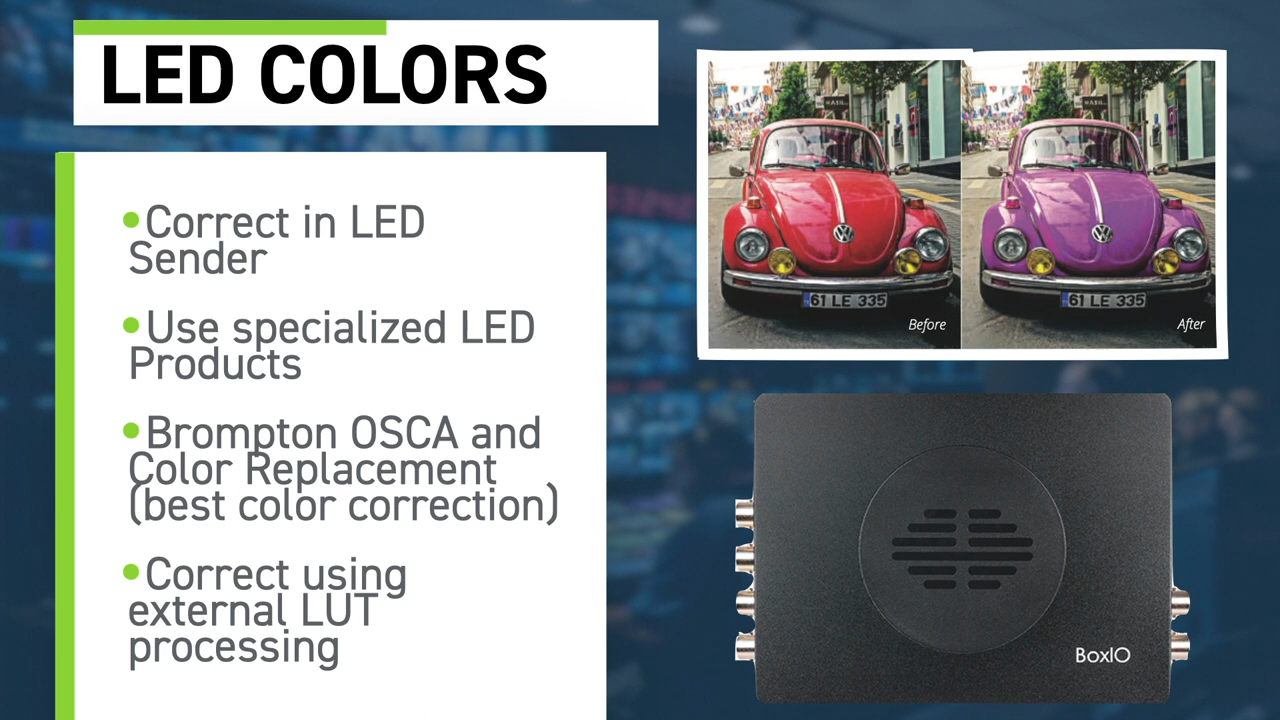 LED COLORS
•Correct in LED
Sender
•Use specialized LED
Products
•Brompton OSCA and
Color Replacement
(best color correction)
•Correct using
external LUT
processing
61 LE 335
Before
61 LE 335
After
BoxIO